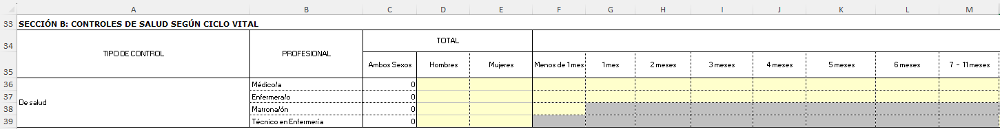 A B C D E F G H I J K L M
33 SECCIÓN B: CONTROLES DE SALUD SEGÚN CICLO VITAL
34 TIPO DE CONTROL PROFESIONAL TOTAL
35 Ambos Sexos Hombres Mujeres Menos de 1 mes 1 mes 2 meses 3 meses 4 meses 5 meses 6 meses 7 - 11 meses
36 De salud Médico/a 0
37 Enfermera/o 0
38 Matrona/ón 0
39 Técnico en Enfermería 0